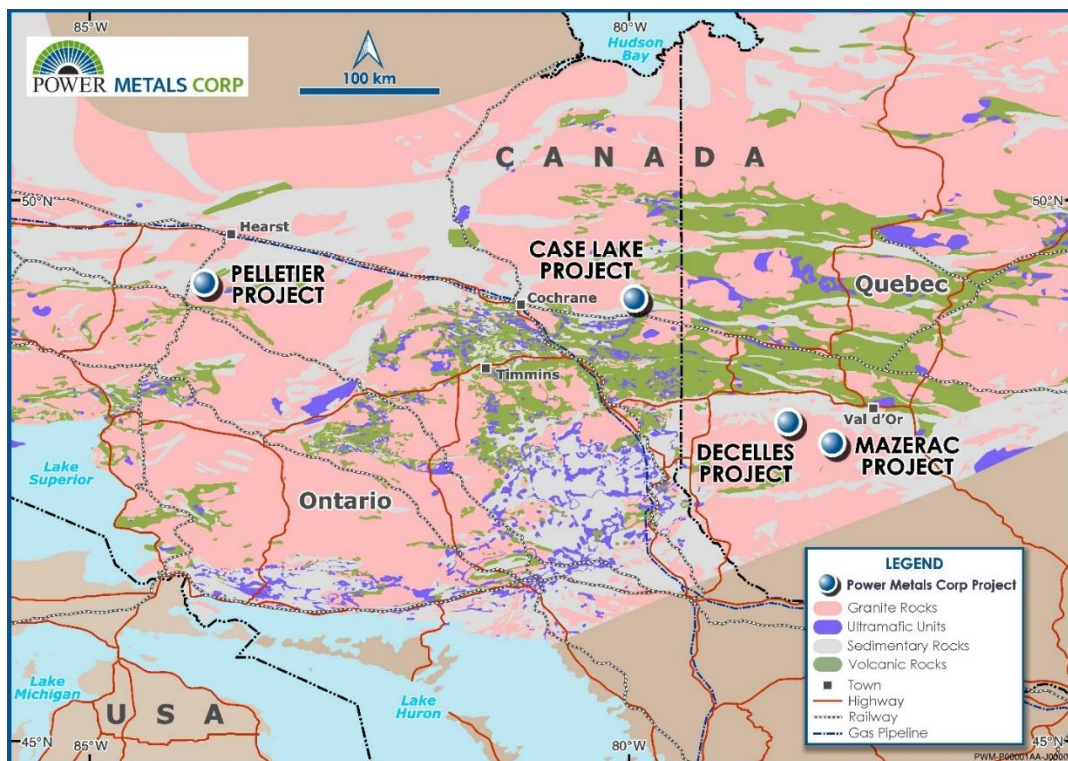 85°W
80°W
Hudson
Bay
POWER METALS CORP
100 km
C A N A D A
50°N
50°N
Hearst
CASE LAKE
PROJECT
PELLETIER
PROJECT
Quebec
Cochrane
Timmins
Val d'Or
DECELLES
PROJECT
MAZERAC
PROJECT
Lake
Superior
Ontario
LEGEND
Power Metals Corp Project
Granite Rocks
Ultramafic Units
Sedimentary Rocks
Volcanic Rocks
Town
Highway
Railway
Gas Pipeline
Lake
Michigan
Lake
Huron
U S A
45°N
85°W
80°W
45°N